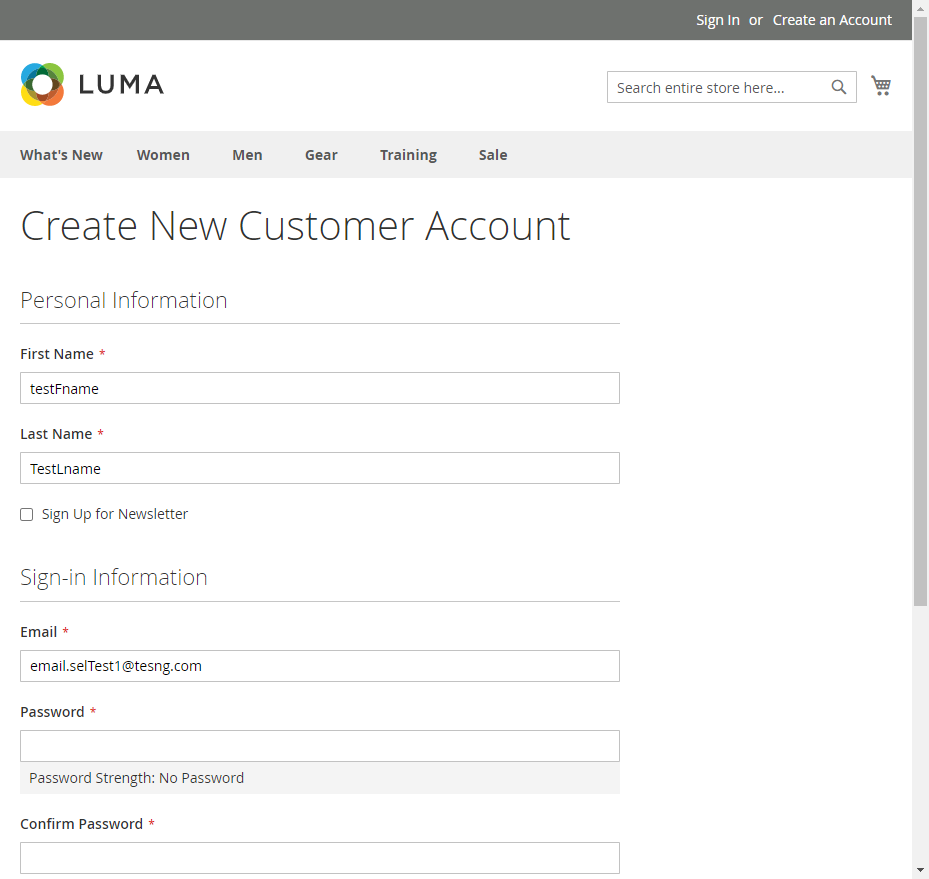 Sign In or Create an Account
LUMA
Search entire store here...
What's New Women Men Gear Training Sale
Create New Customer Account
Personal Information
First Name *
testFname
Last Name *
TestLname
Sign Up for Newsletter
Sign-in Information
Email *
email.selTest1@tesng.com
Password *
Password Strength: No Password
Confirm Password *